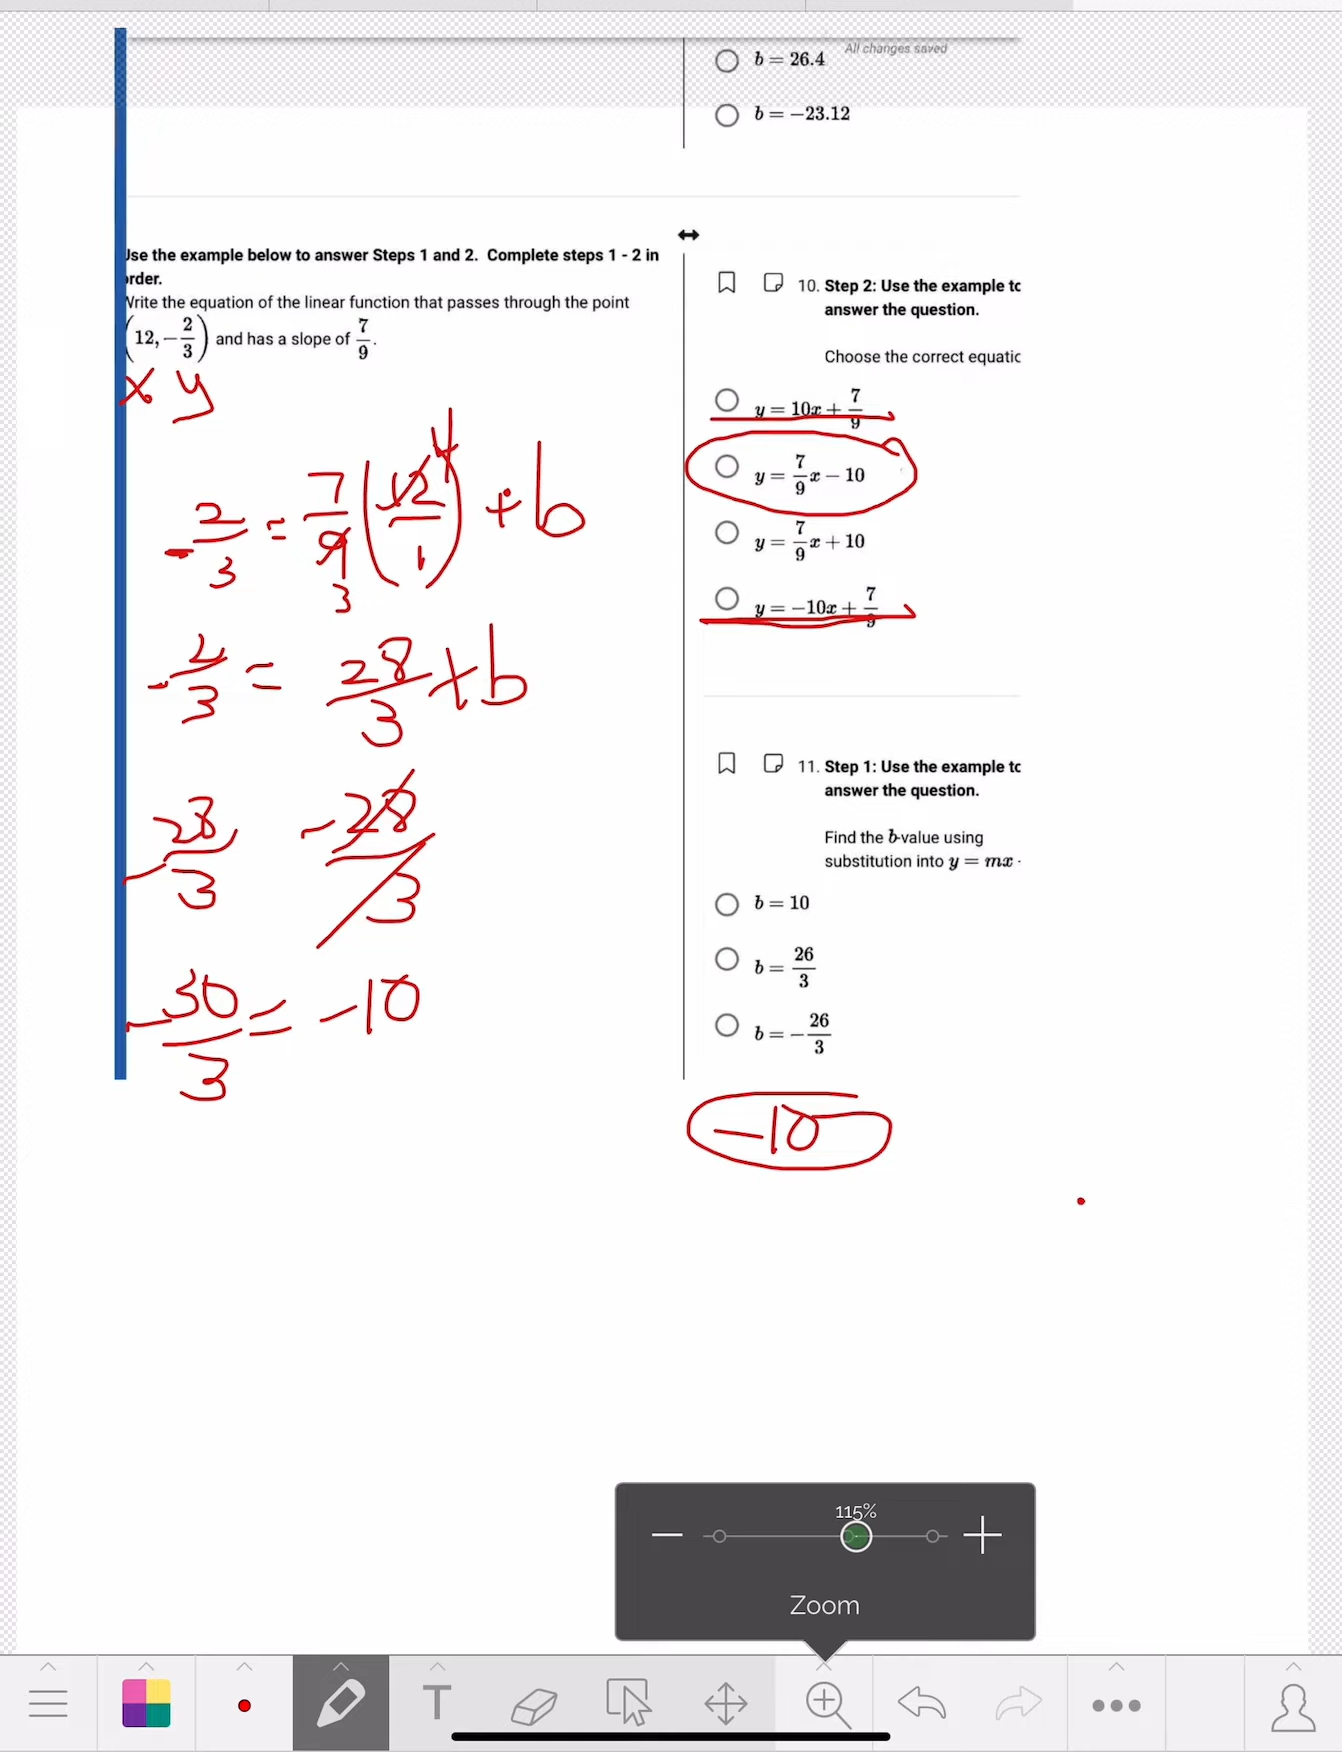 All changes saved
b = 26.4
b = −23.12
Use the example below to answer Steps 1 and 2. Complete steps 1 - 2 in
order.
Write the equation of the linear function that passes through the point
(12, −2/3) and has a slope of 7/9.
x y
-2/3 = 7/9 3 (12/1) 4 + b
-2/3 = 28/3 + b
-28/3 -28/3
-30/3 = -10
10. Step 2: Use the example to
answer the question.
Choose the correct equatic
y = 10x + 7/9
y = 7/9 x − 10
y = 7/9 x + 10
y = −10x + 7/9
11. Step 1: Use the example to
answer the question.
Find the b-value using
substitution into y = mx
b = 10
b = 26/3
b = −26/3
-10
115%
Zoom
T